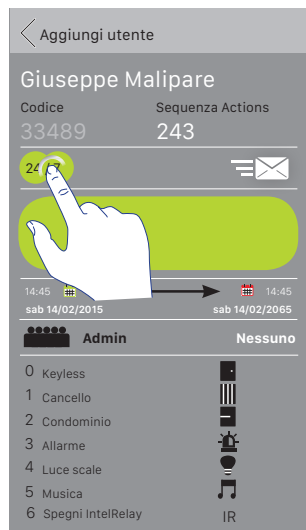 Aggiungi utente
Giuseppe Malipare
Codice Sequenza Actions
33489 243
14:45 14:45
sab 14/02/2015 sab 14/02/2065
Admin Nessuno
0 Keyless
1 Cancello
2 Condominio
3 Allarme
4 Luce scale
5 Musica
6 Spegni IntelRelay IR